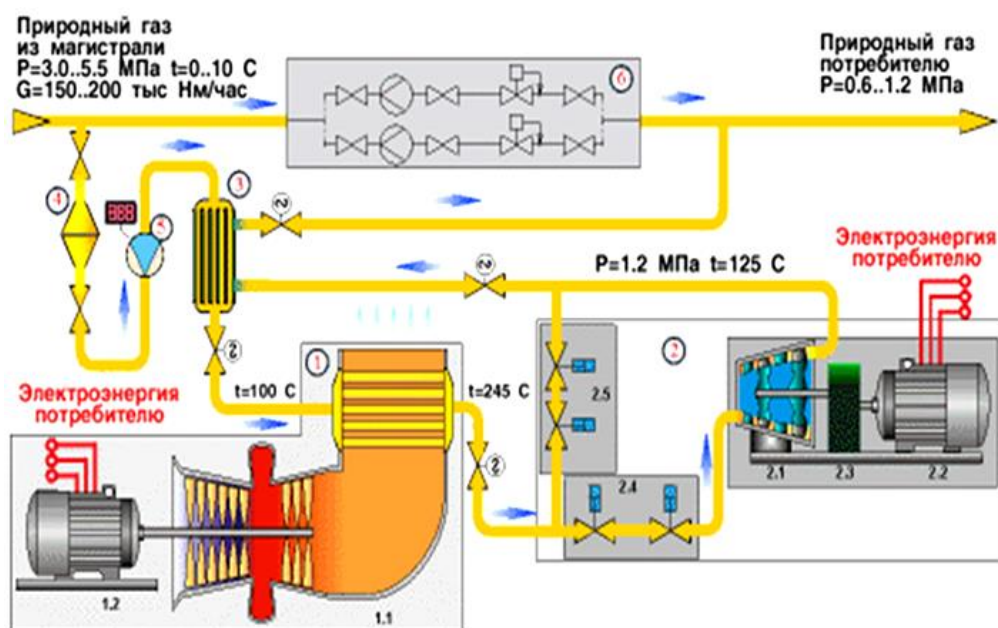 Природный газ
из магистрали
P=3.0..5.5 МПа t=0..10 С
G=150..200 тыс Нм/час
6
Природный газ
потребителю
P=0.6..1.2 МПа
4
5
3
2
2
P=1.2 МПа t=125 С
Электроэнергия
потребителю
2
1
2
t=100 С
t=245 С
2.5
2
Электроэнергия
потребителю
2.4
2.1
2.3
2.2
1.2
1.1